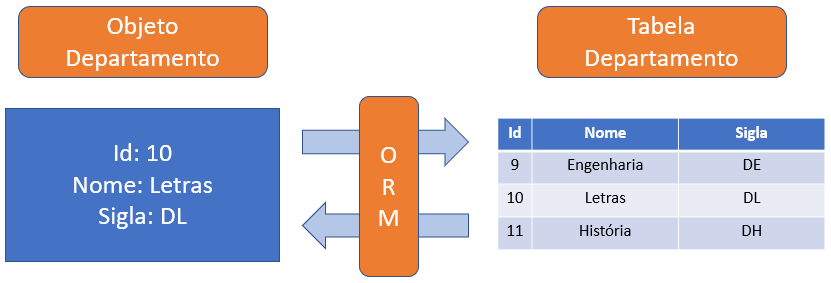 Objeto
Departamento
Tabela
Departamento
Id: 10
Nome: Letras
Sigla: DL
O
R
M
Id Nome Sigla
9 Engenharia DE
10 Letras DL
11 História DH